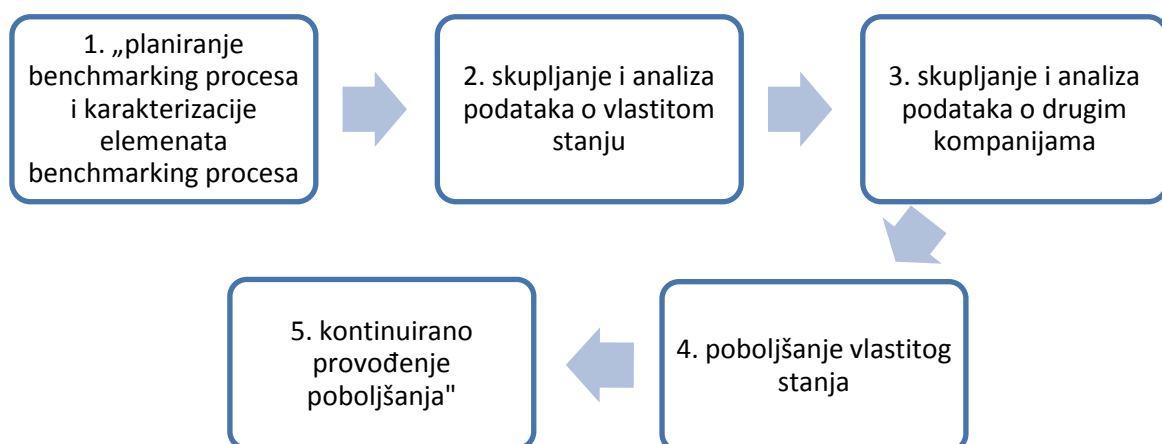 1. „planiranje
benchmarking procesa
i karakterizacije
elemenata
benchmarking procesa
2. skupljanje i analiza
podataka o vlastitom
stanju
3. skupljanje i analiza
podataka o drugim
kompanijama
4. poboljšanje vlastitog
stanja
5. kontinuirano
provođenje
poboljšanja"